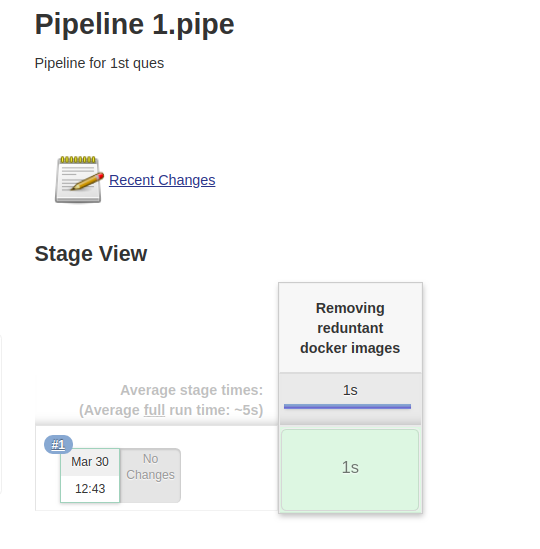 Pipeline 1.pipe
Pipeline for 1st ques
Recent Changes
Stage View
Removing
reduntant
docker images
Average stage times:
(Average full run time: ~5s)
1s
#1
Mar 30
12:43
No
Changes
1s